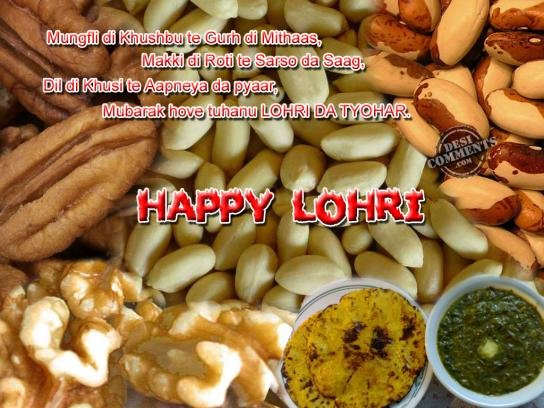 Mungfli di Khushbu te Gurh di Mithaas,
Makki di Roti te Sarso da Saag,
Dil di Khusi te Aapneya da pyaar,
Mubarak hove tuhanu LOHRI DA TYOHAR.
DESI
COMMENTS
.COM
HAPPY LOHRI